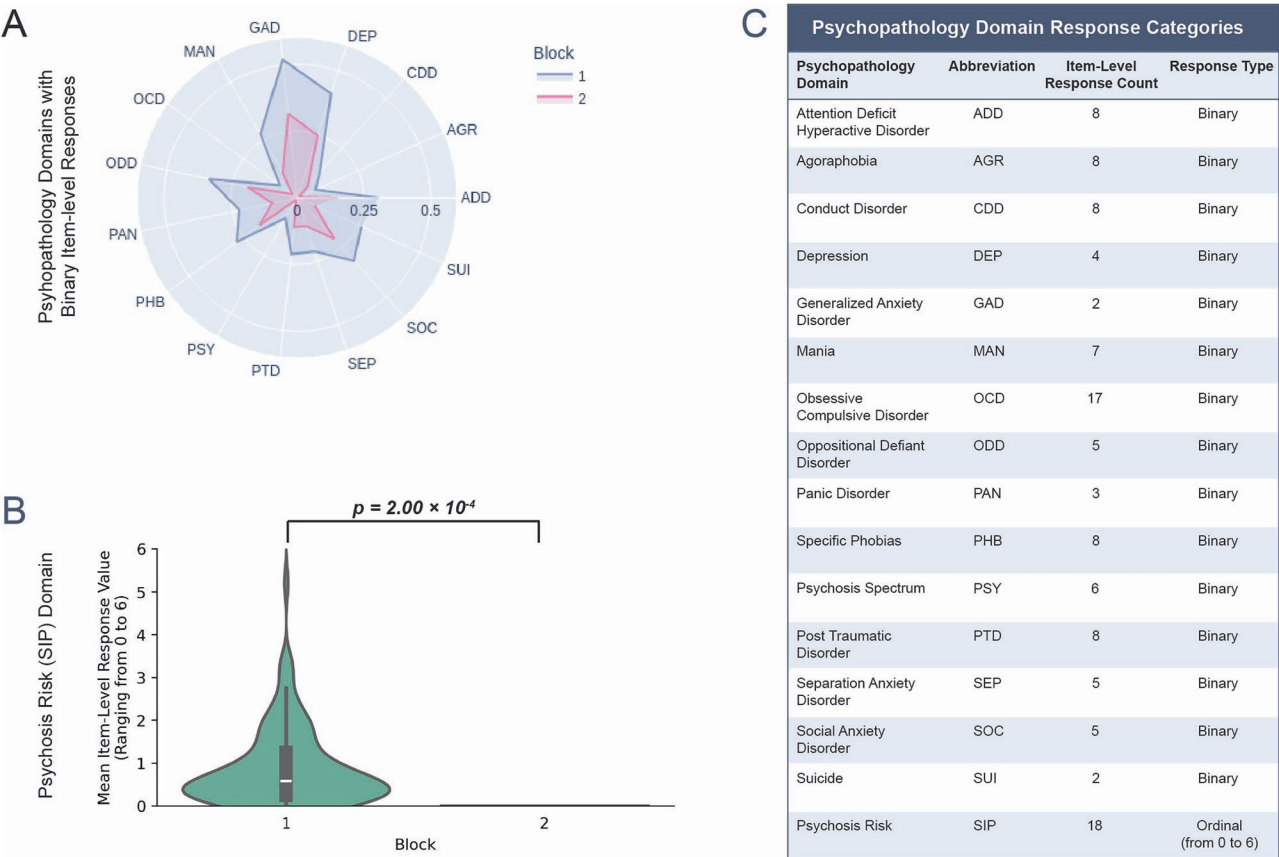 A
Psyhopathology Domains with
Binary Item-level Responses
GAD
DEP
MAN
CDD
OCD
AGR
ODD
ADD
0
0.25
0.5
PAN
SUI
PHB
SOC
PSY
SEP
PTD
Block
1
2
B
Psychosis Risk (SIP) Domain
Mean Item-Level Response Value
(Ranging from 0 to 6)
p = 2.00 × 10-4
6
5
4
3
2
1
0
1
2
Block
C
Psychopathology Domain Response Categories
Psychopathology Abbreviation Item-Level Response Type
Domain Response Count
Attention Deficit ADD 8 Binary
Hyperactive Disorder
Agoraphobia AGR 8 Binary
Conduct Disorder CDD 8 Binary
Depression DEP 4 Binary
Generalized Anxiety GAD 2 Binary
Disorder
Mania MAN 7 Binary
Obsessive OCD 17 Binary
Compulsive Disorder
Oppositional Defiant ODD 5 Binary
Disorder
Panic Disorder PAN 3 Binary
Specific Phobias PHB 8 Binary
Psychosis Spectrum PSY 6 Binary
Post Traumatic PTD 8 Binary
Disorder
Separation Anxiety SEP 5 Binary
Disorder
Social Anxiety SOC 5 Binary
Disorder
Suicide SUI 2 Binary
Psychosis Risk SIP 18 Ordinal
(from 0 to 6)